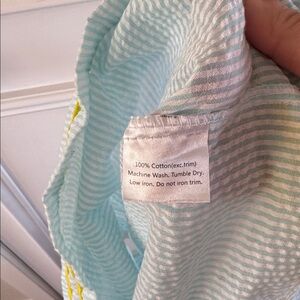 100% Cotton(exc.trim)
Machine Wash, Tumble Dry.
Low iron, Do not iron trim.